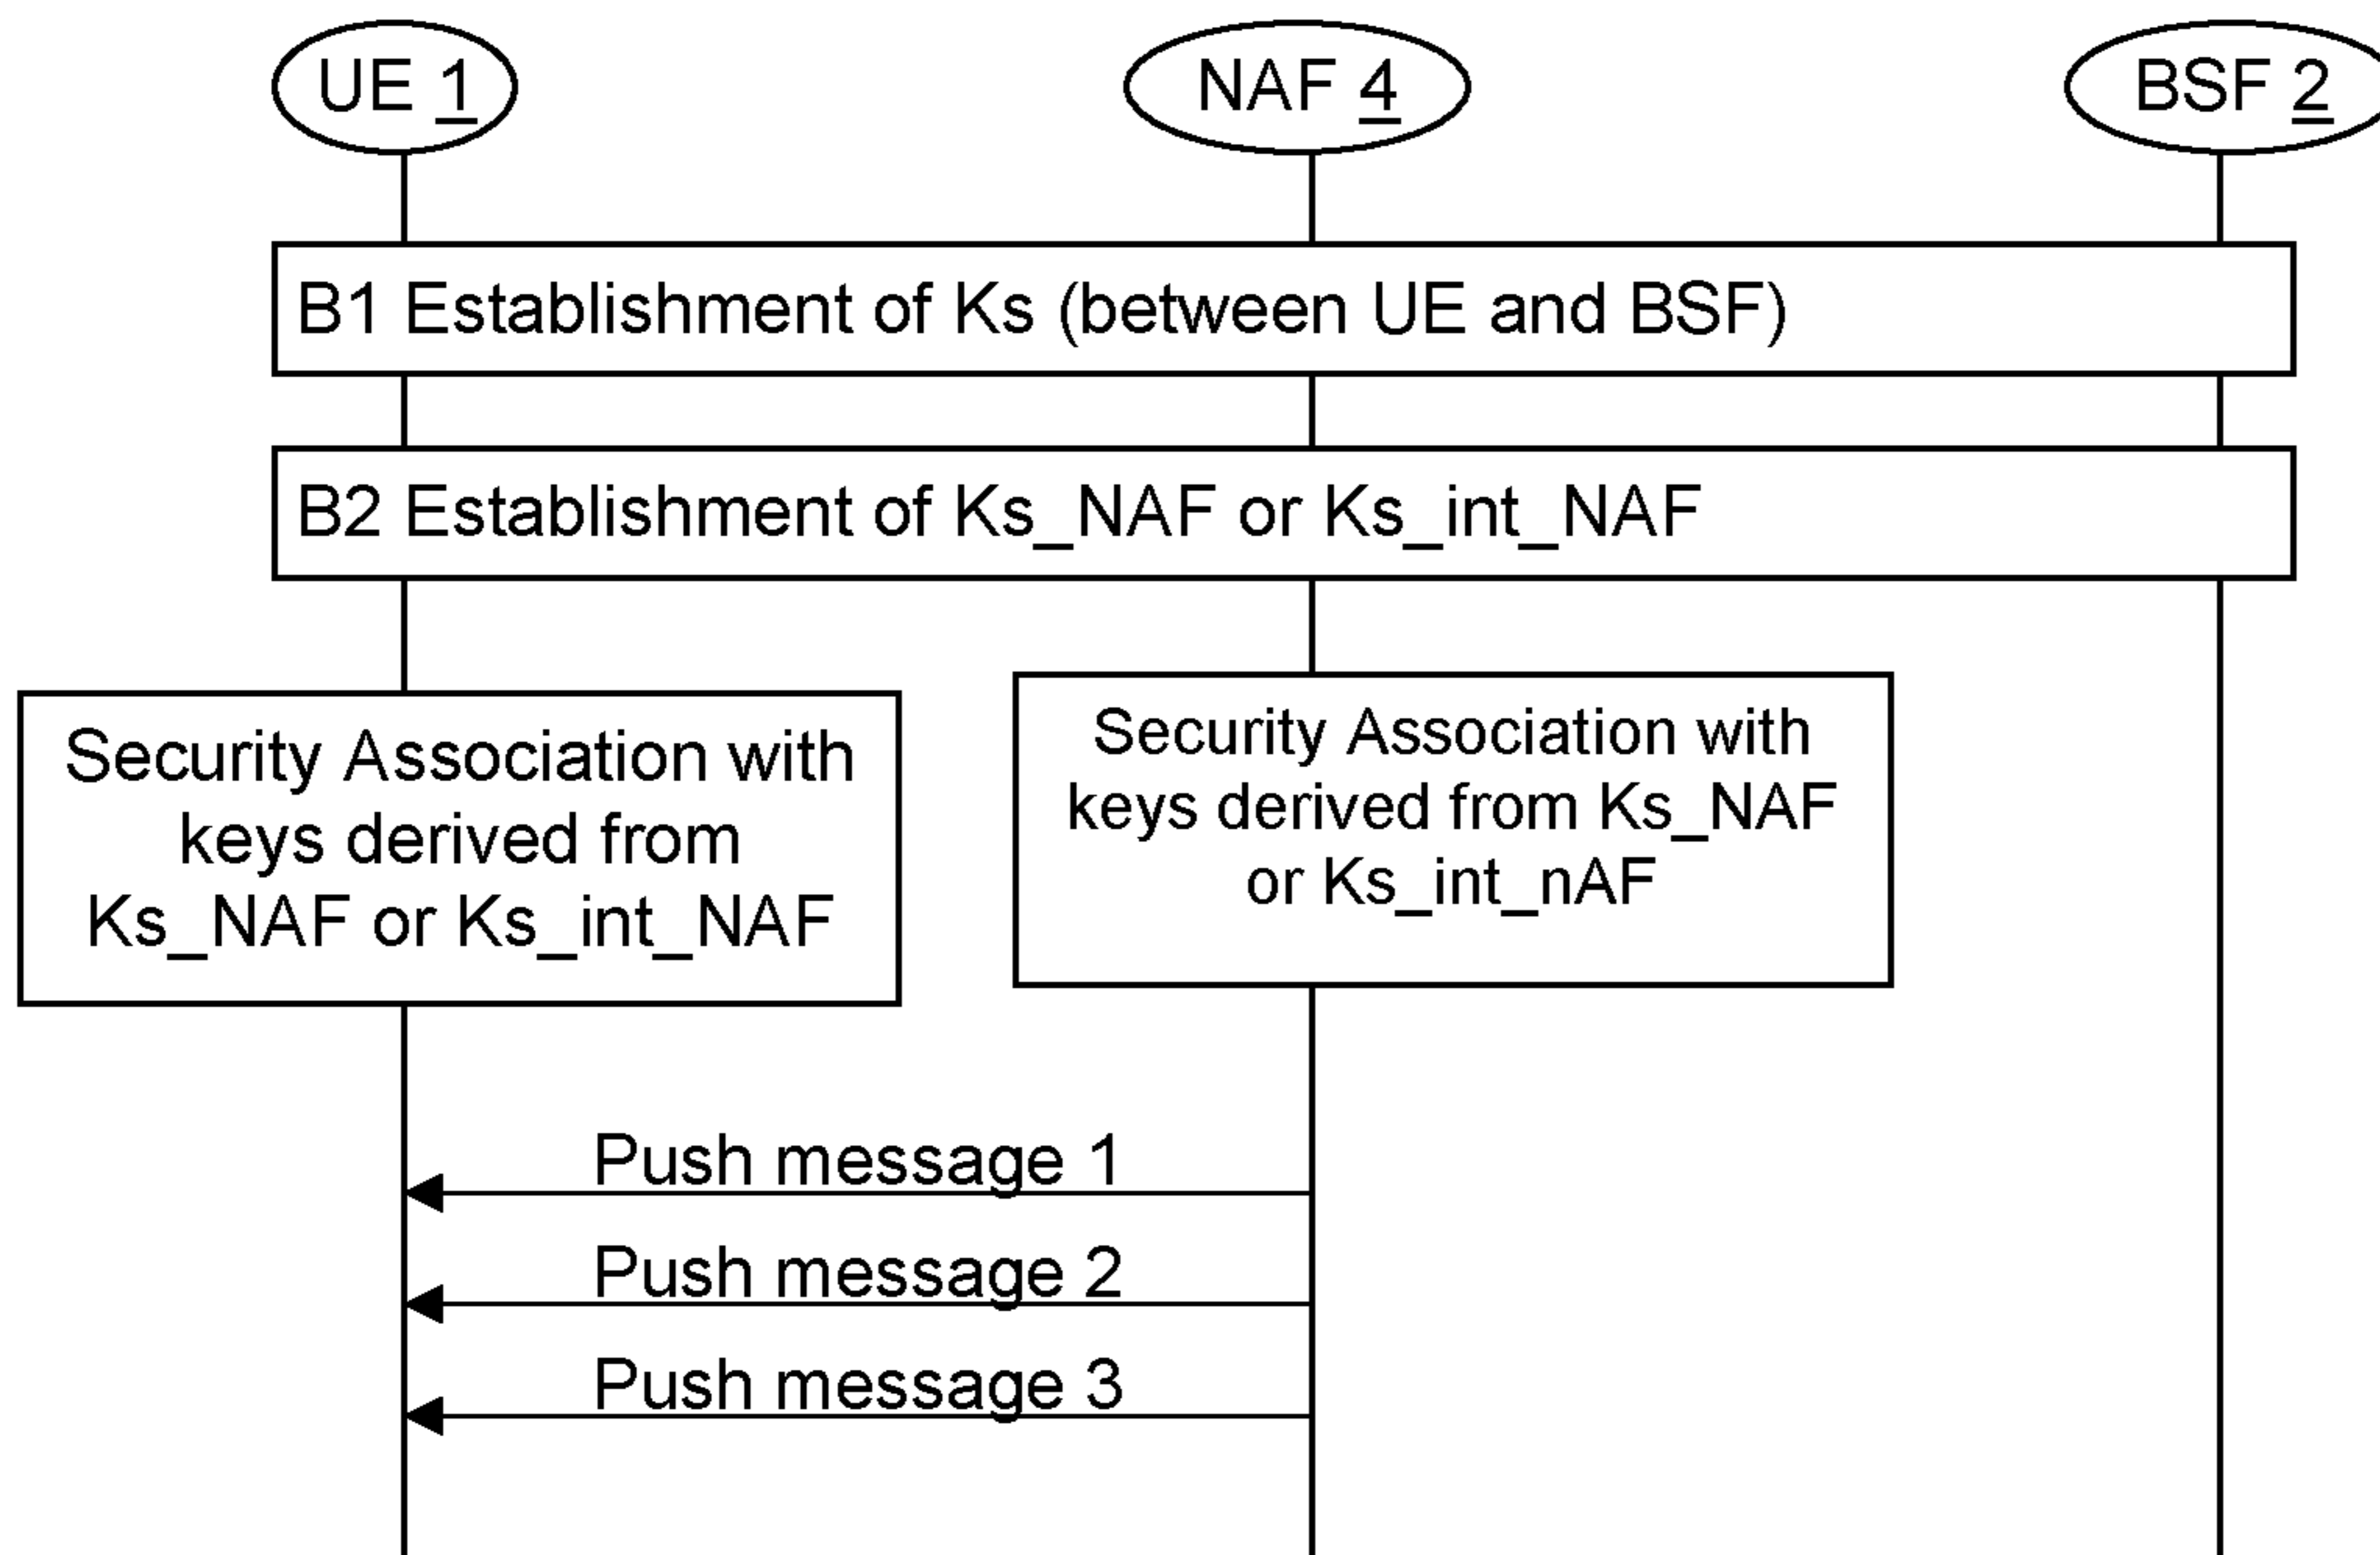 UE 1
NAF 4
BSF 2
B1 Establishment of Ks (between UE and BSF)
B2 Establishment of Ks_NAF or Ks_int_NAF
Security Association with
keys derived from
Ks_NAF or Ks_int_NAF
Security Association with
keys derived from Ks_NAF
or Ks_int_nAF
Push message 1
Push message 2
Push message 3